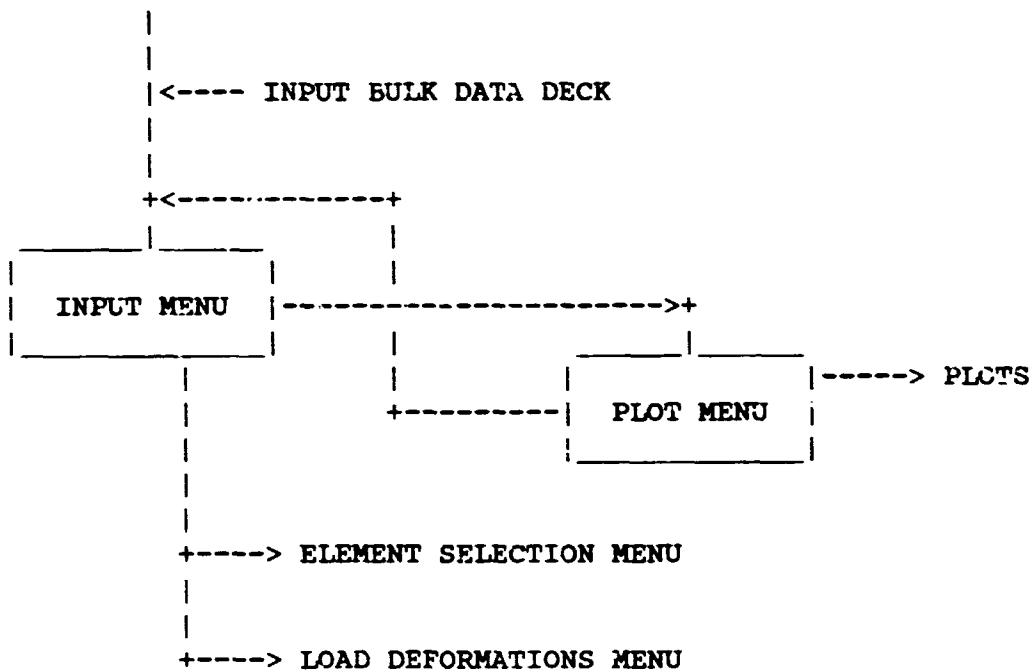 INPUT BULK DATA DECK
INPUT MENU
PLOTS
PLOT MENU
ELEMENT SELECTION MENU
LOAD DEFORMATIONS MENU